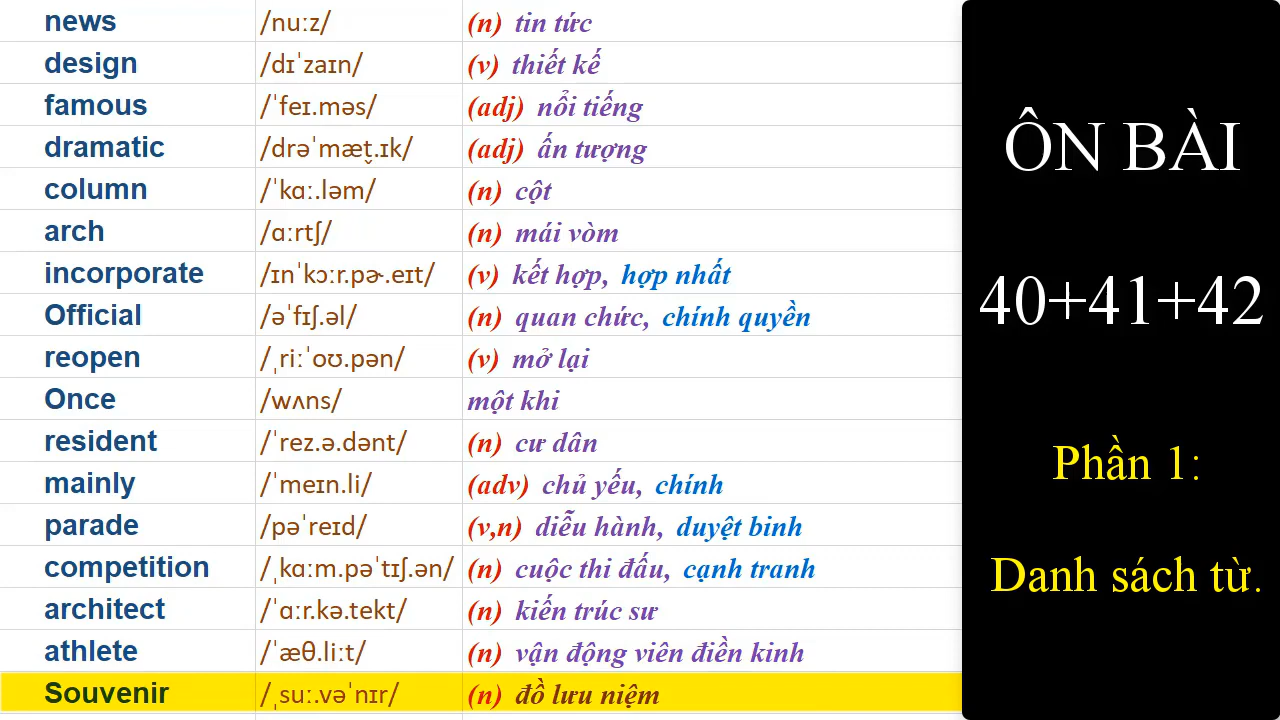 news /nuːz/ (n) tin tức
design /dɪˈzaɪn/ (v) thiết kế
famous /ˈfeɪ.məs/ (adj) nổi tiếng
dramatic /drəˈmæt̬.ɪk/ (adj) ấn tượng
column /ˈkɑː.ləm/ (n) cột
arch /ɑːrtʃ/ (n) mái vòm
incorporate /ɪnˈkɔːr.pɚ.eɪt/ (v) kết hợp, hợp nhất
Official /əˈfɪʃ.əl/ (n) quan chức, chính quyền
reopen /ˌriːˈoʊ.pən/ (v) mở lại
Once /wʌns/ một khi
resident /ˈrez.ə.dənt/ (n) cư dân
mainly /ˈmeɪn.li/ (adv) chủ yếu, chính
parade /pəˈreɪd/ (v,n) diễu hành, duyệt binh
competition /ˌkɑːm.pəˈtɪʃ.ən/ (n) cuộc thi đấu, cạnh tranh
architect /ˈɑːr.kə.tekt/ (n) kiến trúc sư
athlete /ˈæθ.liːt/ (n) vận động viên điền kinh
Souvenir /ˌsuː.vəˈnɪr/ (n) đồ lưu niệm
ÔN BÀI
40+41+42
Phần 1:
Danh sách từ.